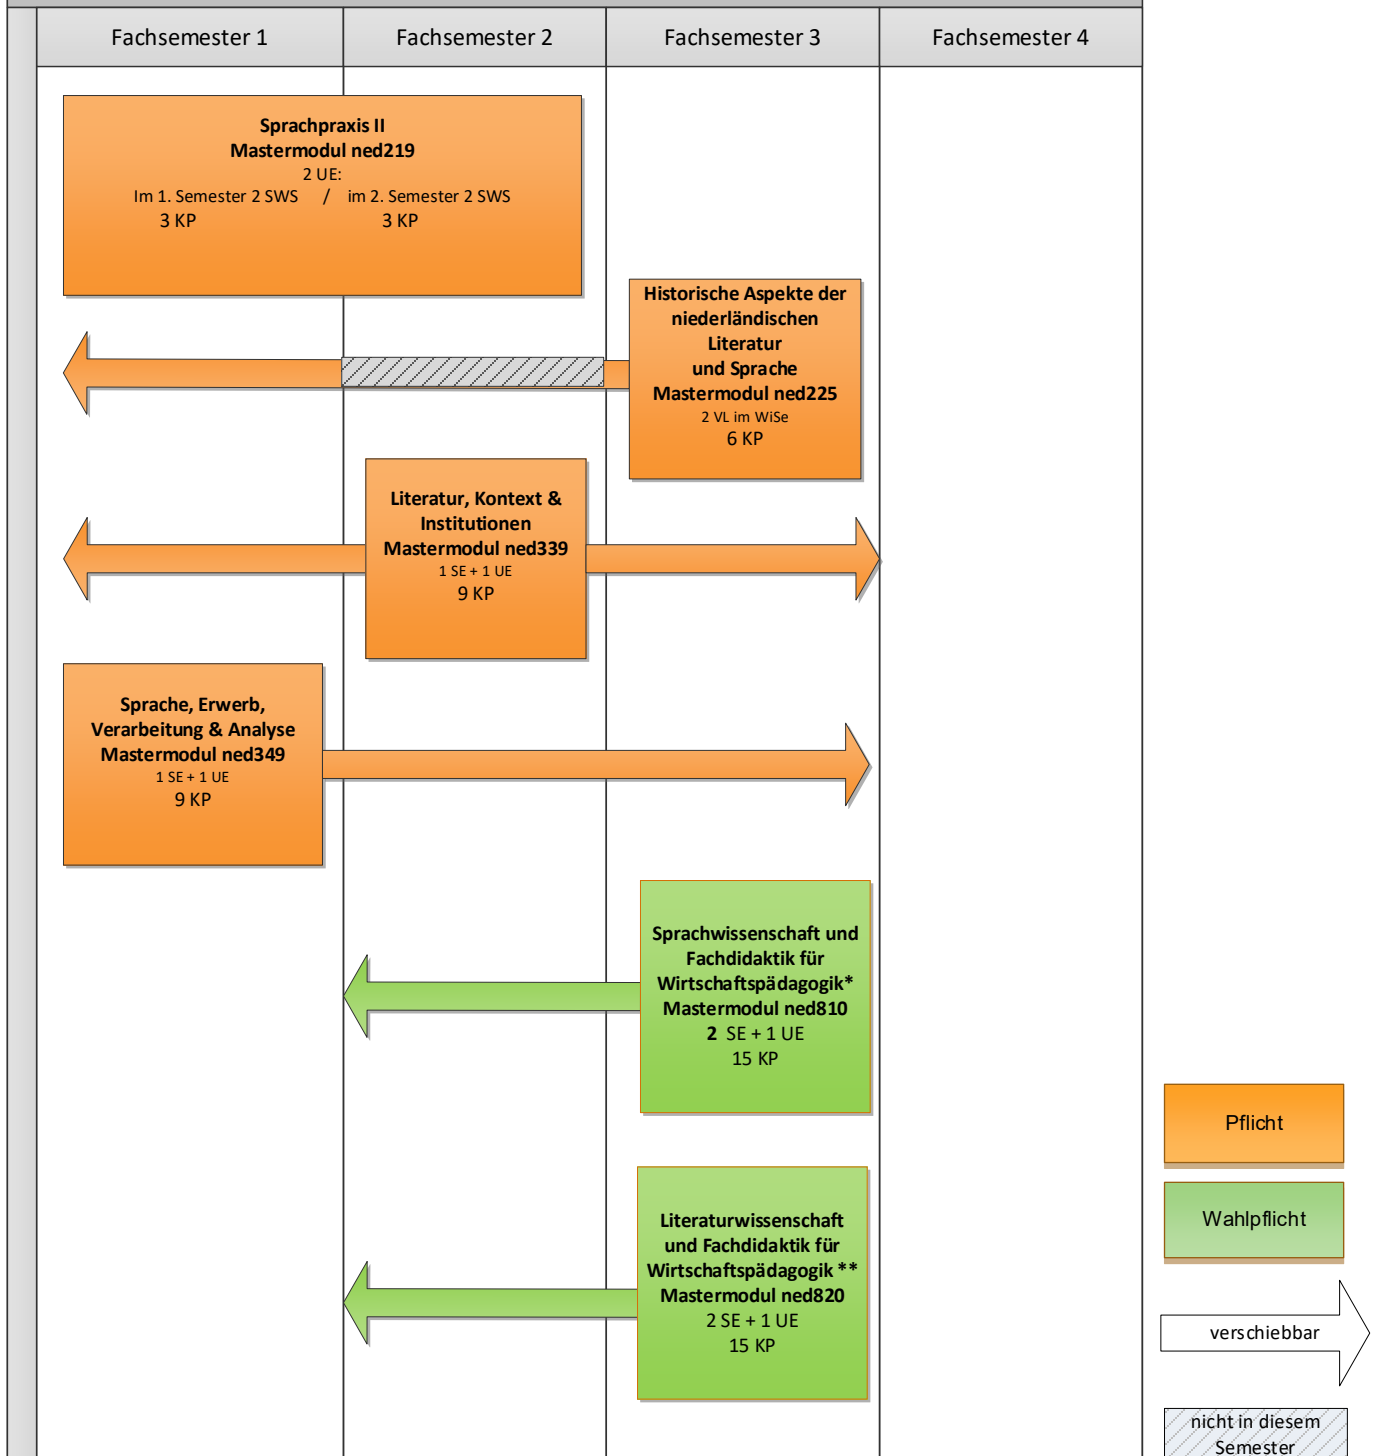 Fachsemester 1
Fachsemester 2
Fachsemester 3
Fachsemester 4
Sprachpraxis II
Mastermodul ned219
2 UE:
Im 1. Semester 2 SWS / im 2. Semester 2 SWS
3 KP 3 KP
Historische Aspekte der
niederländischen
Literatur
und Sprache
Mastermodul ned225
2 VL im WiSe
6 KP
Literatur, Kontext &
Institutionen
Mastermodul ned339
1 SE + 1 UE
9 KP
Sprache, Erwerb,
Verarbeitung & Analyse
Mastermodul ned349
1 SE + 1 UE
9 KP
Sprachwissenschaft und
Fachdidaktik für
Wirtschaftspädagogik*
Mastermodul ned810
2 SE + 1 UE
15 KP
Literaturwissenschaft
und Fachdidaktik für
Wirtschaftspädagogik **
Mastermodul ned820
2 SE + 1 UE
15 KP
Pflicht
Wahlpflicht
verschiebbar
nicht in diesem
Semester